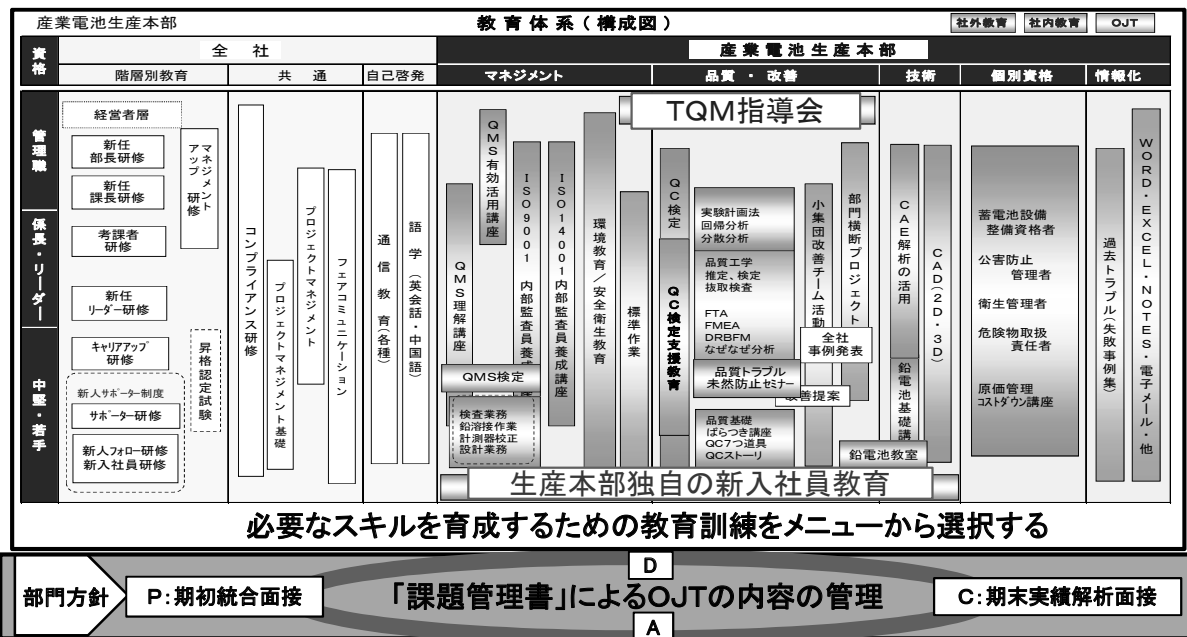 産業電池生産本部
教育体系(構成図)
社外教育
社内教育
OJT
資格
全 社
産業電池生産本部
階層別教育
共 通
自己啓発
マネジメント
品質・改善
技術
個別資格
情報化
管理職
係長・リーダー
中堅・若手
経営者層
新任
部長研修
新任
課長研修
考課者
研修
新任
リーダー研修
キャリアアップ
研修
新人サポーター制度
サポーター研修
新人フォロー研修
新入社員研修
マネジメント
アップ 研修
昇格認定試験
コンプライアンス研修
プロジェクトマネジメント基礎
プロジェクトマネジメント
フェアコミュニケーション
通信教育(各種)
語学(英会話・中国語)
QMS理解講座
QMS有効活用講座
ISO9001 内部監査員養成
ISO14001内部監査員養成講座
環境教育/安全衛生教育
標準作業
QMS検定
検査業務
鉛溶接作業
計測器校正
設計業務
TQM指導会
QC検定
QC検定支援教育
実験計画法
回帰分析
分散分析
品質工学
推定、検定
抜取検査
FTA
FMEA
DRBFM
なぜなぜ分析
品質トラブル
未然防止セミナー
品質基礎
ばらつき講座
QC7つ道具
QCストーリ
小集団改善チーム活動
部門横断プロジェクト
全社
事例発表
改善提案
CAE解析の活用
鉛電池基礎講
CAD(2D・3D)
鉛電池教室
蓄電池設備
整備資格者
公害防止
管理者
衛生管理者
危険物取扱
責任者
原価管理
コストダウン講座
過去トラブル(失敗事例集)
WORD・EXCEL・NOTES・電子メール・他
生産本部独自の新入社員教育
必要なスキルを育成するための教育訓練をメニューから選択する
部門方針
P:期初統合面接
D
「課題管理書」によるOJTの内容の管理
A
C:期末実績解析面接